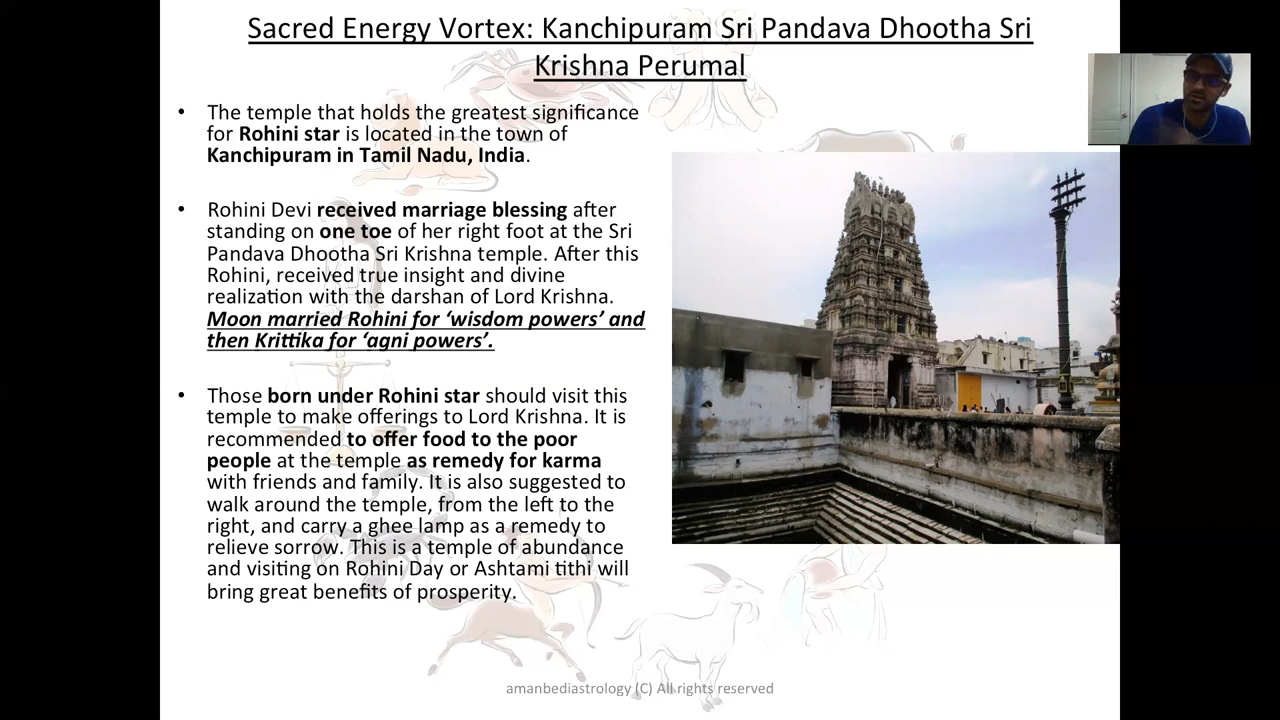 Sacred Energy Vortex: Kanchipuram Sri Pandava Dhootha Sri
Krishna Perumal
• The temple that holds the greatest significance
for Rohini star is located in the town of
Kanchipuram in Tamil Nadu, India.
• Rohini Devi received marriage blessing after
standing on one toe of her right foot at the Sri
Pandava Dhootha Sri Krishna temple. After this
Rohini, received true insight and divine
realization with the darshan of Lord Krishna.
Moon married Rohini for ‘wisdom powers’ and
then Krittika for ‘agni powers’.
• Those born under Rohini star should visit this
temple to make offerings to Lord Krishna. It is
recommended to offer food to the poor
people at the temple as remedy for karma
with friends and family. It is also suggested to
walk around the temple, from the left to the
right, and carry a ghee lamp as a remedy to
relieve sorrow. This is a temple of abundance
and visiting on Rohini Day or Ashtami tithi will
bring great benefits of prosperity.
amanbediastrology (C) All rights reserved